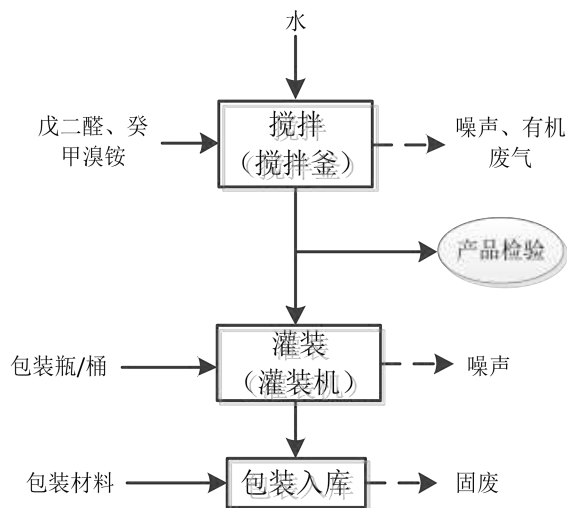 水
戊二醛、癸
甲溴铵
搅拌
（搅拌釜）
噪声、有机
废气
产品检验
包装瓶/桶
灌装
（灌装机）
噪声
包装材料
包装入库
固废